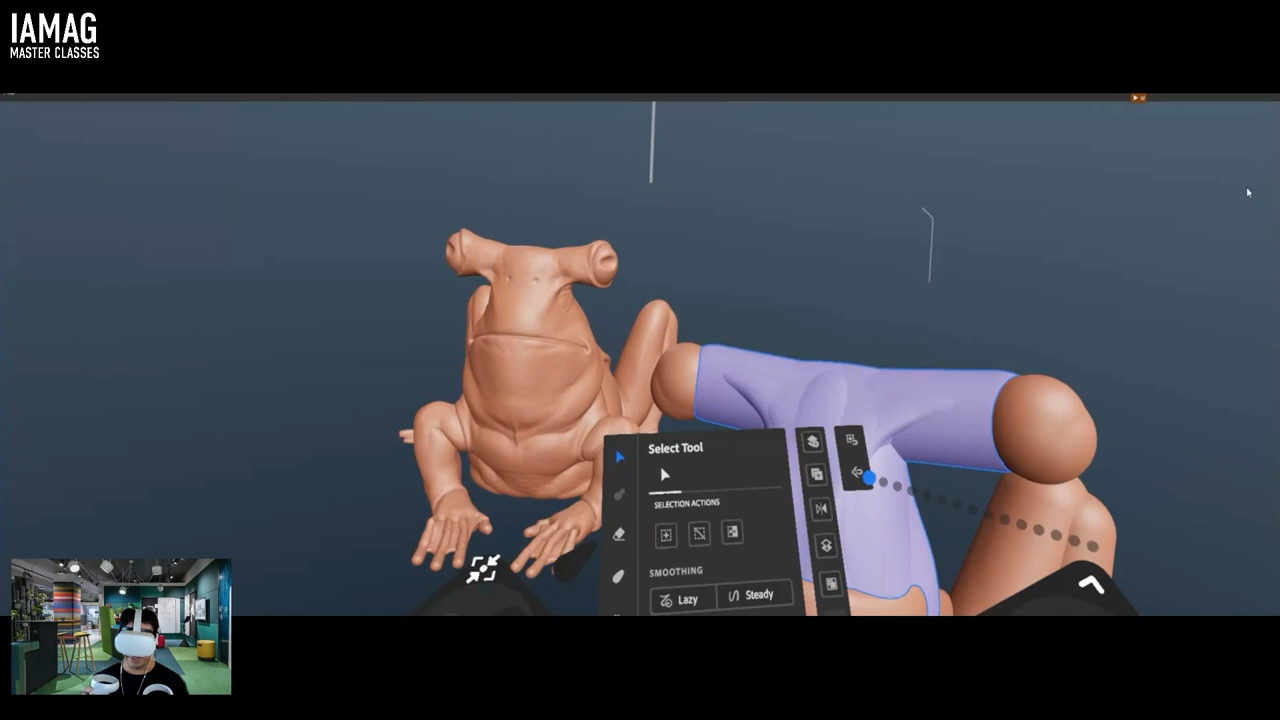 IAMAG
MASTER CLASSES
Select Tool
SELECTION ACTIONS
SMOOTHING
Lazy
Steady